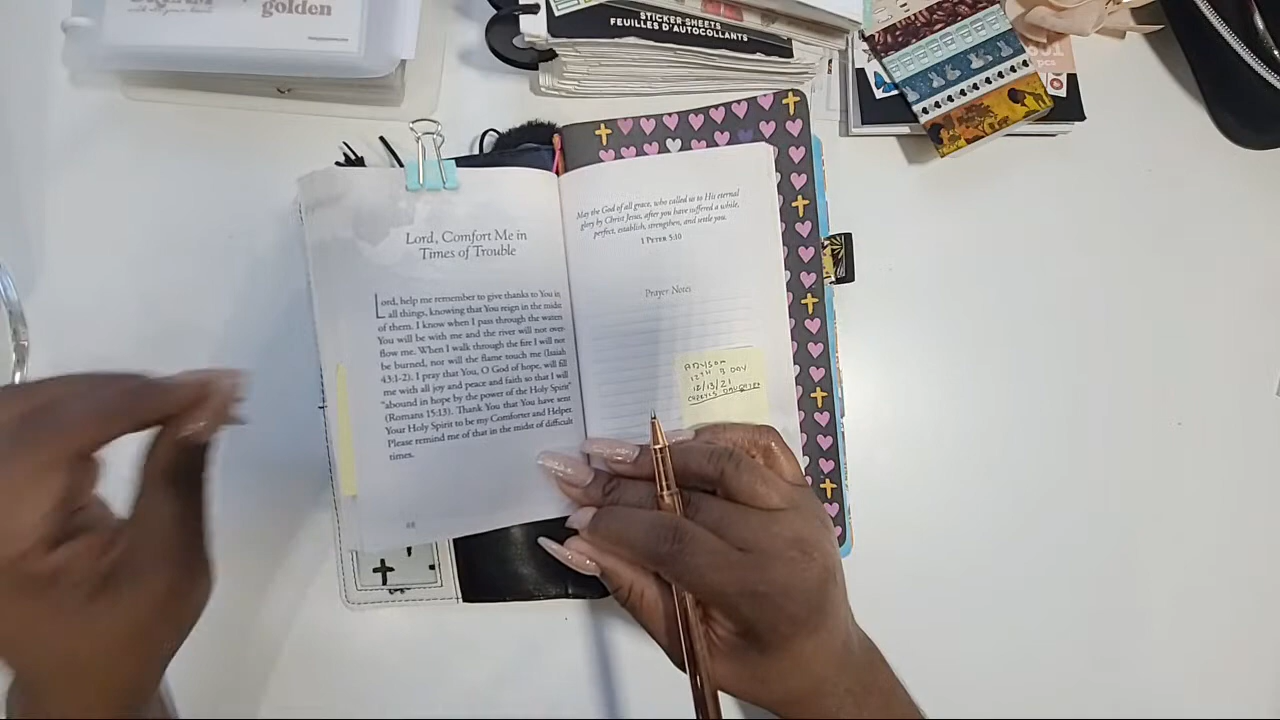 golden
STICKER SHEETS
FEUILLES D'AUTOCOLLANTS
Lord, Comfort Me in
Times of Trouble
Lord, help me remember to give thanks to You in
all things, knowing that You reign in the midst
of them. I know when I pass through the waters
You will be with me and the river will not over-
flow me. When I walk through the fire I will not
be burned, nor will the flame touch me (Isaiah
43:1-2). I pray that You, O God of hope, will fill
me with all joy and peace and faith so that I will
"abound in hope by the power of the Holy Spirit"
(Romans 15:13). Thank You that You have sent
Your Holy Spirit to be my Comforter and Helper.
Please remind me of that in the midst of difficult
times.
May the God of all grace, who called us to His eternal
glory by Christ Jesus, after you have suffered a while,
perfect, establish, strengthen, and settle you.
1 PETER 5:10
Prayer Notes
12TH B DAY
DAUGHTER
pcs